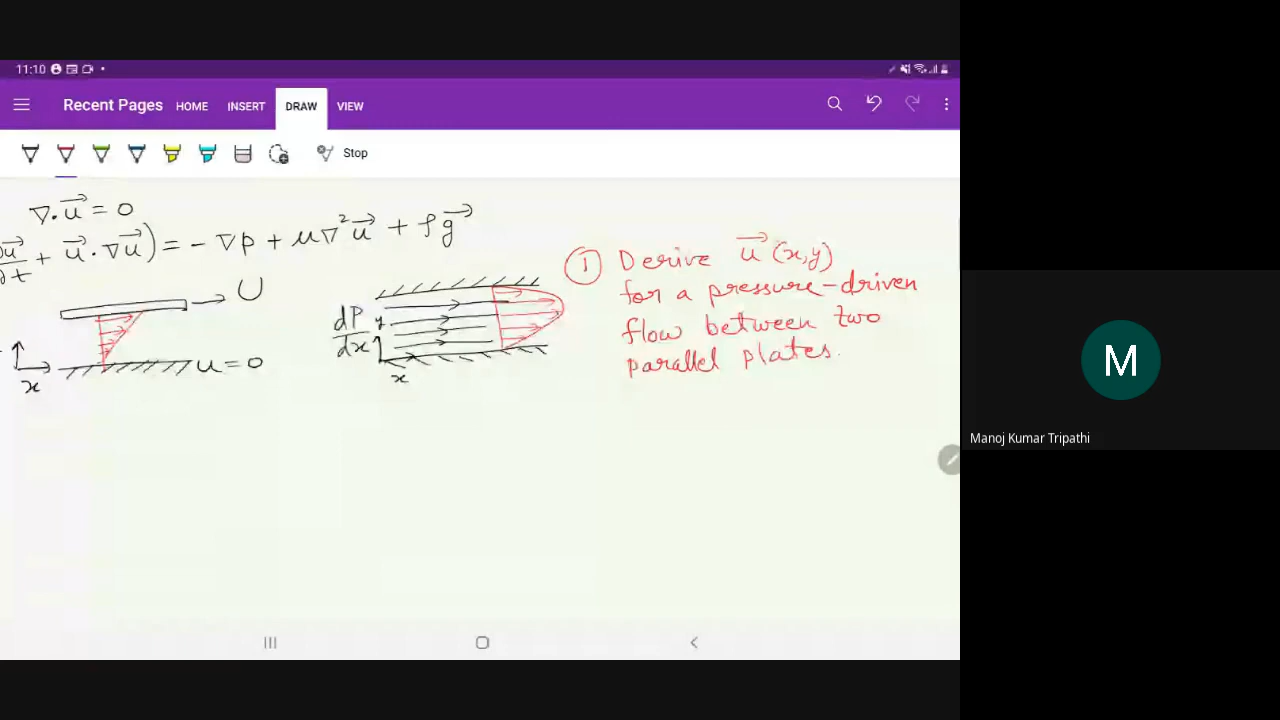 11:10
Recent Pages HOME INSERT DRAW VIEW
Stop
∇·u⃗ = 0
∂u⃗/∂t + u⃗·∇u⃗) = -∇p + μ∇²u⃗ + ρg⃗
U
x
u=0
dP/dx
y
x
① Derive u⃗(x,y)
for a pressure-driven
flow between two
parallel plates.
M
Manoj Kumar Tripathi